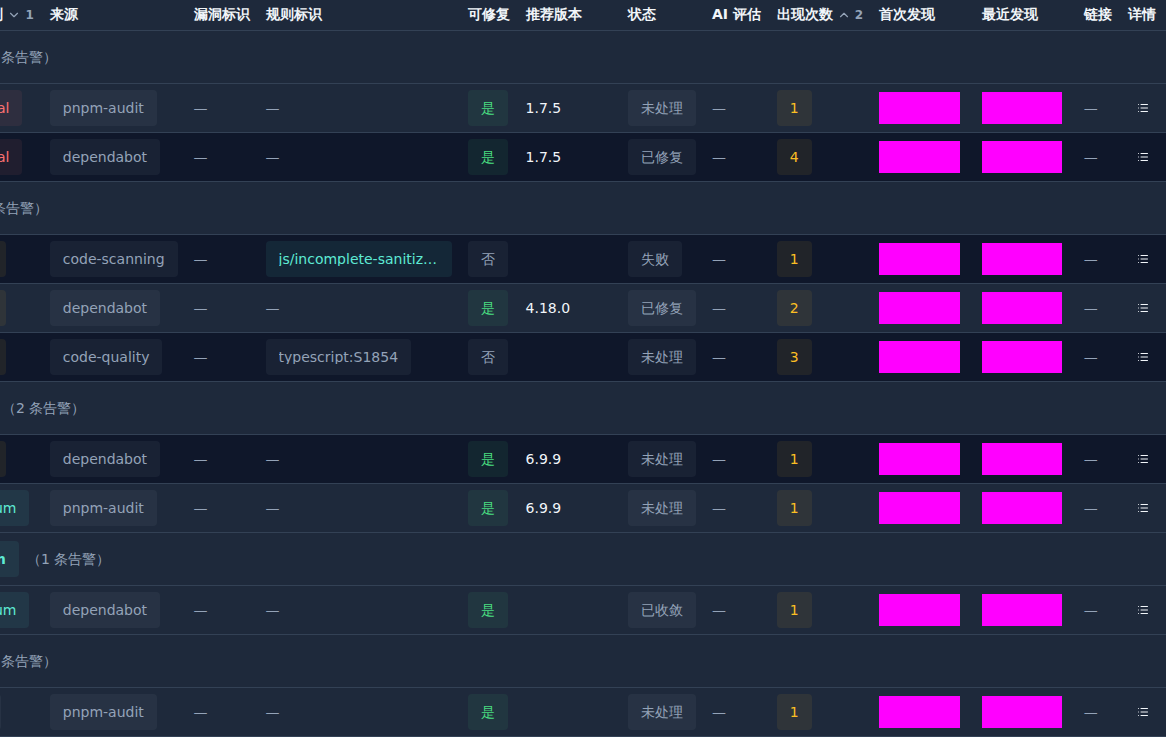 1 来源 漏洞标识 规则标识 可修复 推荐版本 状态 AI 评估 出现次数 2 首次发现 最近发现 链接 详情
条告警）
al pnpm-audit — — 是 1.7.5 未处理 — 1 —
al dependabot — — 是 1.7.5 已修复 — 4 —
条告警）
code-scanning — js/incomplete-sanitiz... 否 失败 — 1 —
dependabot — — 是 4.18.0 已修复 — 2 —
code-quality — typescript:S1854 否 未处理 — 3 —
（2 条告警）
dependabot — — 是 6.9.9 未处理 — 1 —
um pnpm-audit — — 是 6.9.9 未处理 — 1 —
（1 条告警）
um dependabot — — 是 已收敛 — 1 —
条告警）
pnpm-audit — — 是 未处理 — 1 —